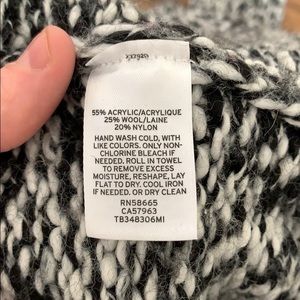 55% ACRYLIC/ACRYLIQUE
25% WOOL/LAINE
20% NYLON
HAND WASH COLD, WITH
LIKE COLORS. ONLY NON-
CHLORINE BLEACH IF
NEEDED. ROLL IN TOWEL
TO REMOVE EXCESS
MOISTURE, RESHAPE, LAY
FLAT TO DRY. COOL IRON
IF NEEDED. OR DRY CLEAN
RN58665
CA57963
TB348306MI